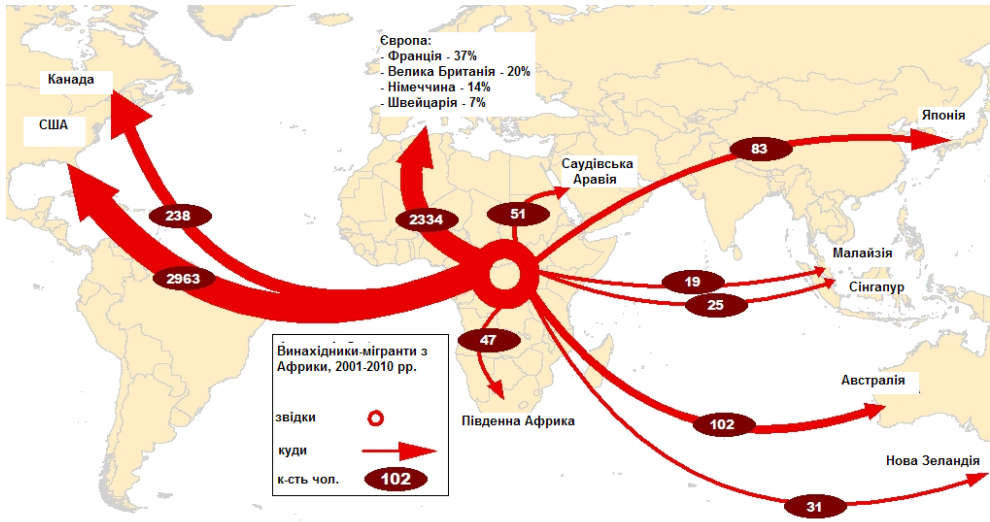 Європа:
- Франція - 37%
- Велика Британія - 20%
- Німеччина - 14%
- Швейцарія - 7%
Канада
США
Японія
83
Саудівська
Аравія
51
2334
238
2963
Малайзія
19
Сінгапур
25
47
Винахідники-мігранти з
Африки, 2001-2010 рр.
звідки
куди
к-сть чол.
102
Південна Африка
Австралія
102
Нова Зеландія
31